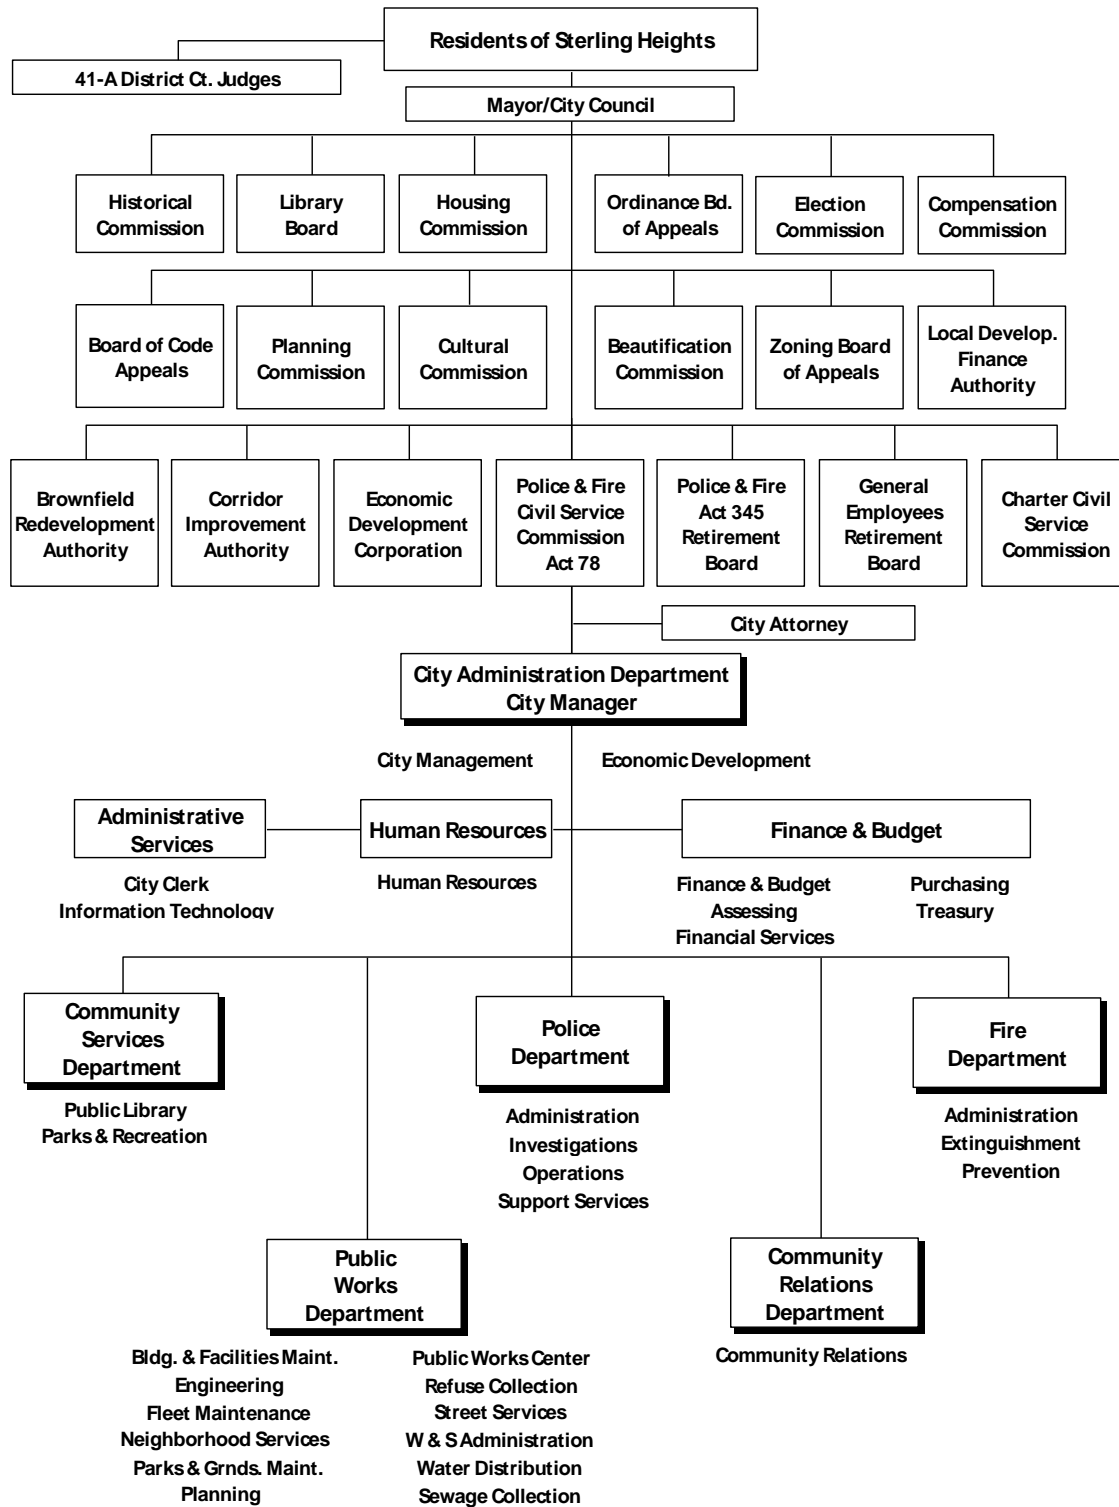 Residents of Sterling Heights
41-A District Ct. Judges
Mayor/City Council
Historical
Commission
Library
Board
Housing
Commission
Ordinance Bd.
of Appeals
Election
Commission
Compensation
Commission
Board of Code
Appeals
Planning
Commission
Cultural
Commission
Beautification
Commission
Zoning Board
of Appeals
Local Develop.
Finance
Authority
Brownfield
Redevelopment
Authority
Corridor
Improvement
Authority
Economic
Development
Corporation
Police & Fire
Civil Service
Commission
Act 78
Police & Fire
Act 345
Retirement
Board
General
Employees
Retirement
Board
Charter Civil
Service
Commission
City Attorney
City Administration Department
City Manager
City Management
Economic Development
Administrative
Services
Human Resources
Finance & Budget
City Clerk
Information Technology
Human Resources
Finance & Budget
Assessing
Financial Services
Purchasing
Treasury
Community
Services
Department
Police
Department
Fire
Department
Public Library
Parks & Recreation
Administration
Investigations
Operations
Support Services
Administration
Extinguishment
Prevention
Public
Works
Department
Community
Relations
Department
Bldg. & Facilities Maint.
Engineering
Fleet Maintenance
Neighborhood Services
Parks & Grnds. Maint.
Planning
Public Works Center
Refuse Collection
Street Services
W & S Administration
Water Distribution
Sewage Collection
Community Relations